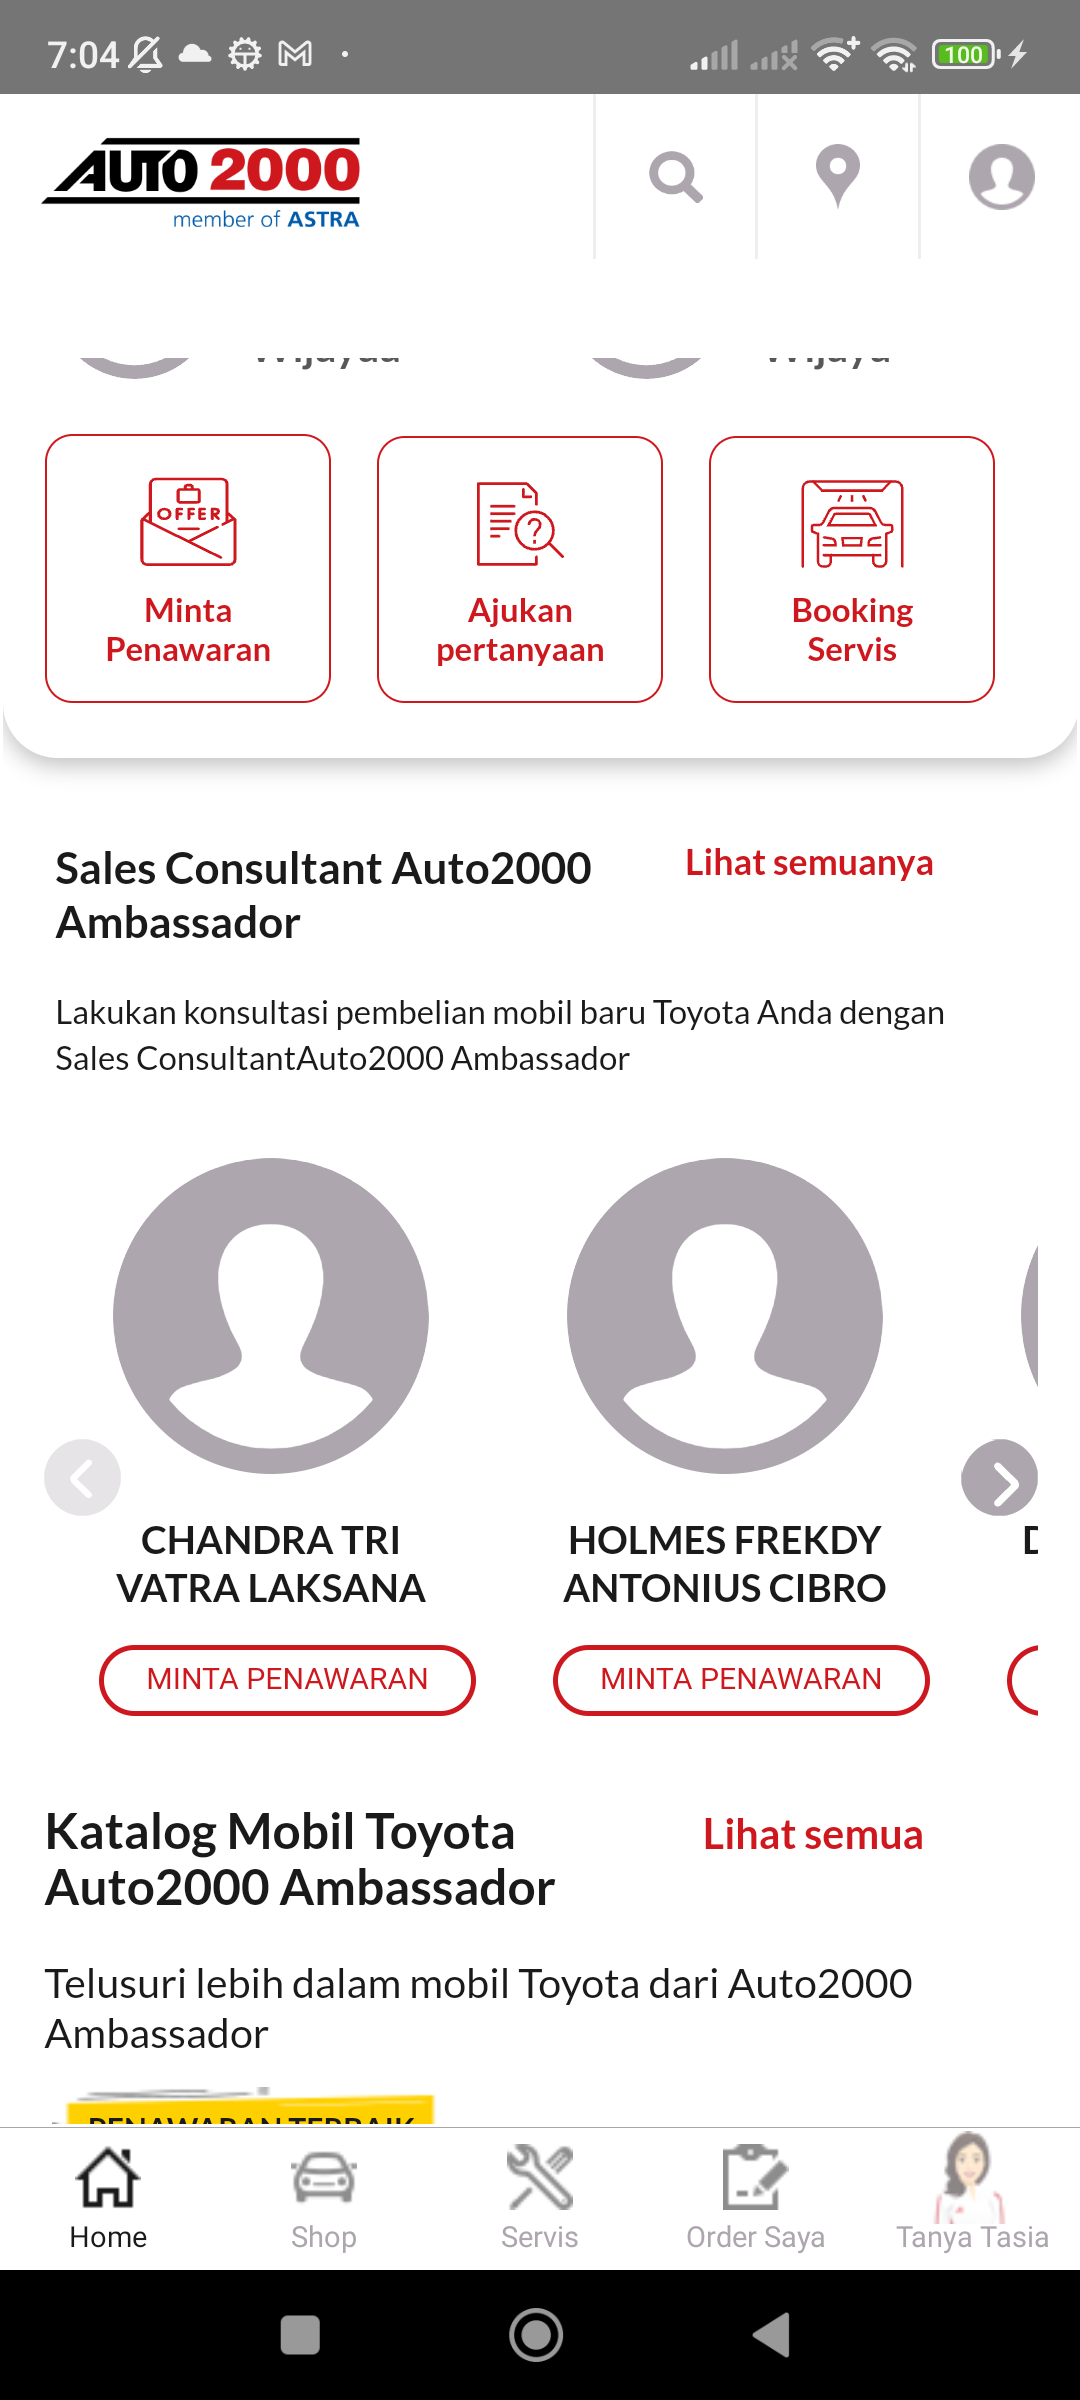 7:04
100
AUTO 2000
member of ASTRA
OFFER
Minta
Penawaran
Ajukan
pertanyaan
Booking
Servis
Sales Consultant Auto2000
Ambassador
Lihat semuanya
Lakukan konsultasi pembelian mobil baru Toyota Anda dengan
Sales ConsultantAuto2000 Ambassador
CHANDRA TRI
VATRA LAKSANA
HOLMES FREKDY
ANTONIUS CIBRO
MINTA PENAWARAN
MINTA PENAWARAN
Katalog Mobil Toyota
Auto2000 Ambassador
Lihat semua
Telusuri lebih dalam mobil Toyota dari Auto2000
Ambassador
PENAWARAN TERBAIK
Home
Shop
Servis
Order Saya
Tanya Tasia